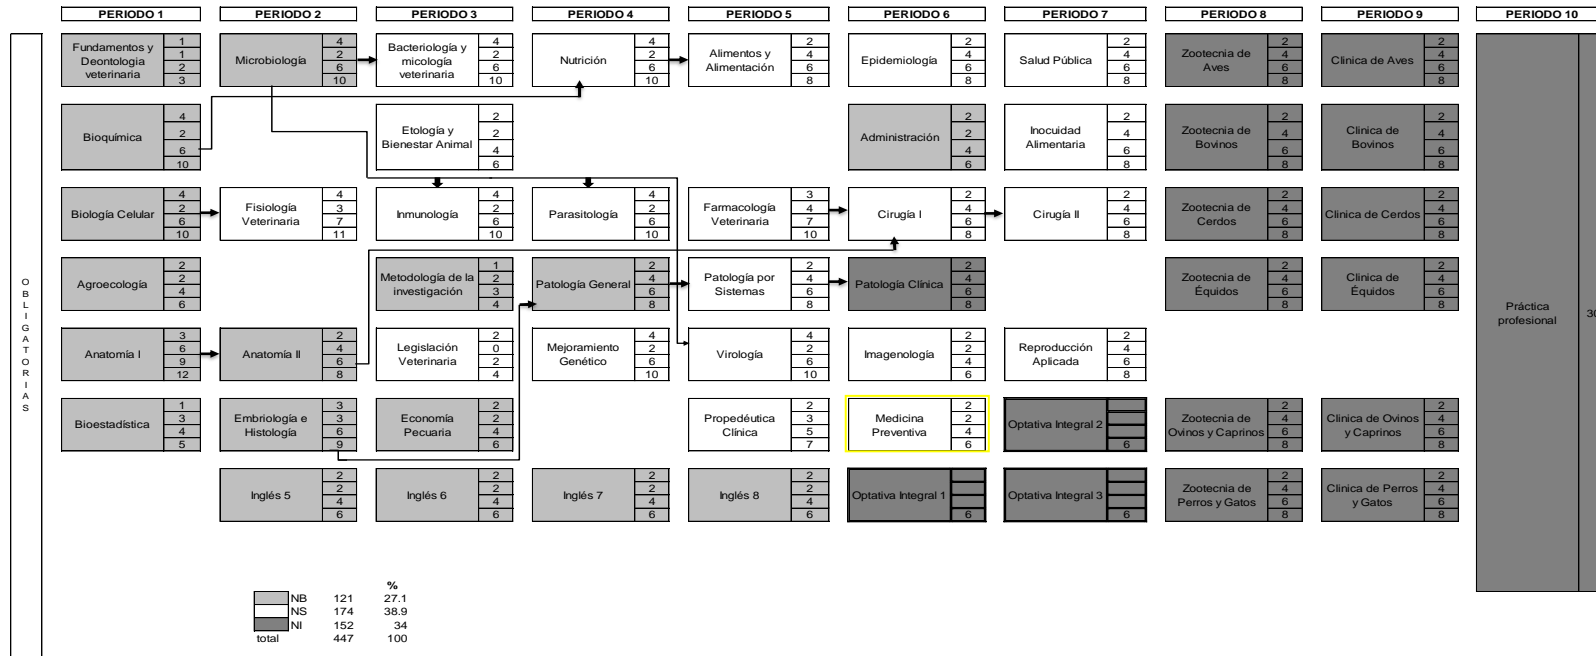 PERIODO 1 PERIODO 2 PERIODO 3 PERIODO 4 PERIODO 5 PERIODO 6 PERIODO 7 PERIODO 8 PERIODO 9 PERIODO 10
OBLIGATORIAS
Fundamentos y
Deontologia
veterinaria
1
1
2
3
Microbiología
4
2
6
10
Bacteriología y
micología
veterinaria
4
2
6
10
Nutrición
4
2
6
10
Alimentos y
Alimentación
2
4
6
8
Epidemiología
2
4
6
8
Salud Pública
2
4
6
8
Zootecnia de
Aves
2
4
6
8
Clinica de Aves
2
4
6
8
Bioquímica
4
2
6
10
Etología y
Bienestar Animal
2
2
4
6
Administración
2
2
4
6
Inocuidad
Alimentaria
2
4
6
8
Zootecnia de
Bovinos
2
4
6
8
Clinica de
Bovinos
2
4
6
8
Biología Celular
4
2
6
10
Fisiología
Veterinaria
4
3
7
11
Inmunología
4
2
6
10
Parasitología
4
2
6
10
Farmacología
Veterinaria
3
4
7
10
Cirugía I
2
4
6
8
Cirugía II
2
4
6
8
Zootecnia de
Cerdos
2
4
6
8
Clinica de Cerdos
2
4
6
8
Agroecología
2
2
4
6
Metodología de la
investigación
1
2
3
4
Patología General
2
4
6
8
Patología por
Sistemas
2
4
6
8
Patología Clínica
2
4
6
8
Zootecnia de
Équidos
2
4
6
8
Clinica de
Équidos
2
4
6
8
Práctica
profesional
30
Anatomía I
3
6
9
12
Anatomía II
2
4
6
8
Legislación
Veterinaria
2
0
2
4
Mejoramiento
Genético
4
2
6
10
Virología
4
2
6
10
Imagenología
2
2
4
6
Reproducción
Aplicada
2
4
6
8
Bioestadística
1
3
4
5
Embriología e
Histología
3
3
6
9
Economía
Pecuaria
2
2
4
6
Propedéutica
Clínica
2
3
5
7
Medicina
Preventiva
2
2
4
6
Optativa Integral 2
6
Zootecnia de
Ovinos y Caprinos
2
4
6
8
Clinica de Ovinos
y Caprinos
2
4
6
8
Inglés 5
2
2
4
6
Inglés 6
2
2
4
6
Inglés 7
2
2
4
6
Inglés 8
2
2
4
6
Optativa Integral 1
6
Optativa Integral 3
6
Zootecnia de
Perros y Gatos
2
4
6
8
Clinica de Perros
y Gatos
2
4
6
8
%
NB 121 27.1
NS 174 38.9
NI 152 34
total 447 100